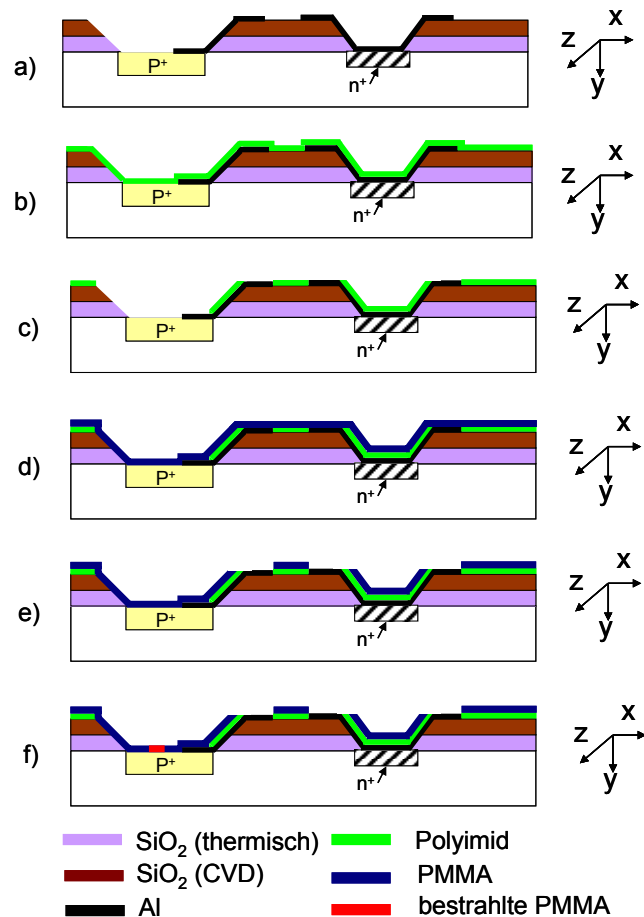 a)
P+
n+
x
z
y
b)
P+
n+
x
z
y
c)
P+
n+
x
z
y
d)
P+
n+
x
z
y
e)
P+
n+
x
z
y
f)
P+
n+
x
z
y
SiO2 (thermisch)
Polyimid
SiO2 (CVD)
PMMA
Al
bestrahlte PMMA